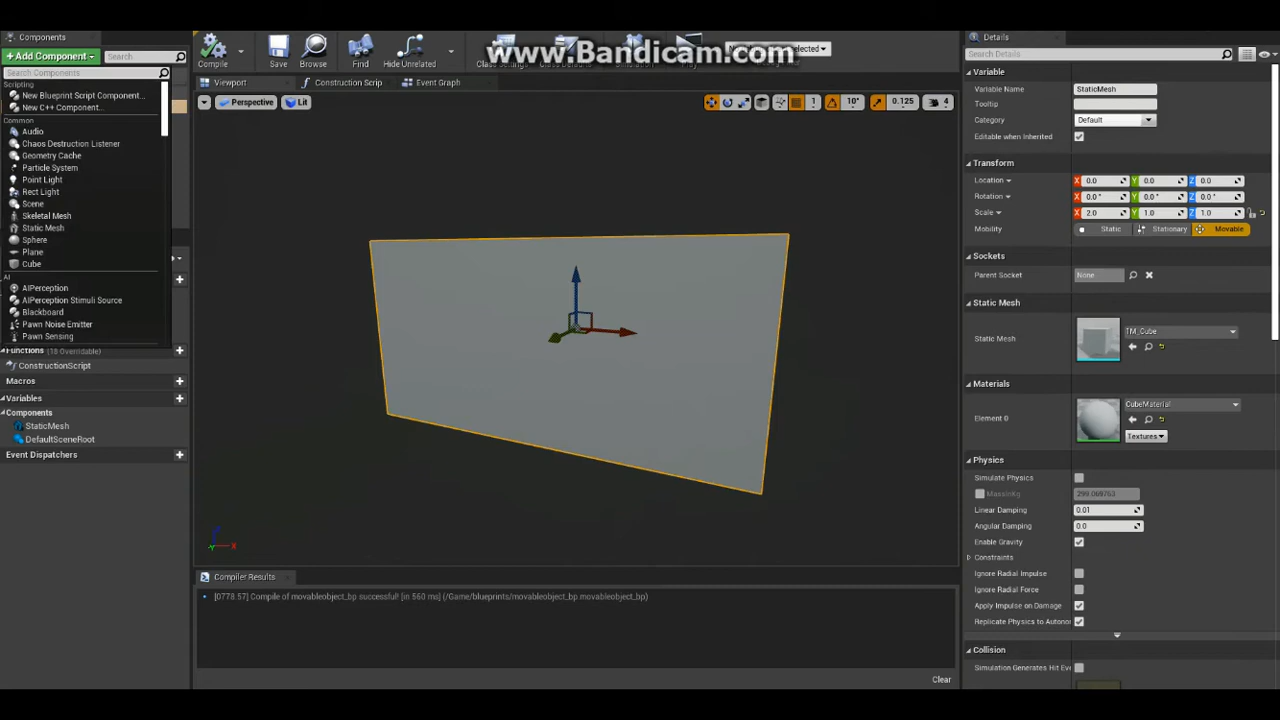 Components
+Add Component
Search
Search Components
Scripting
New Blueprint Script Component...
New C++ Component...
Common
Audio
Chaos Destruction Listener
Geometry Cache
Particle System
Point Light
Rect Light
Scene
Skeletal Mesh
Static Mesh
Sphere
Plane
Cube
AI
AIPerception
AIPerception Stimuli Source
Blackboard
Pawn Noise Emitter
Pawn Sensing
Functions (18 Overridable)
ConstructionScript
Macros
Variables
Components
StaticMesh
DefaultSceneRoot
Event Dispatchers
www.Bandicam.com
Compile
Save
Browse
Find
Hide Unrelated
Viewport
Construction Scrip
Event Graph
Perspective
Lit
1
10°
0.125
4
Compiler Results
[0778.57] Compile of movableobject_bp successful! [in 560 ms] (/Game/blueprints/movableobject_bp.movableobject_bp)
Clear
Details
Search Details
Variable
Variable Name StaticMesh
Tooltip
Category Default
Editable when Inherited
Transform
Location X 0.0 Y 0.0 Z 0.0
Rotation X 0.0 ° Y 0.0 ° Z 0.0 °
Scale X 2.0 Y 1.0 Z 1.0
Mobility Static Stationary Movable
Sockets
Parent Socket None
Static Mesh
Static Mesh TM_Cube
Materials
Element 0 CubeMaterial
Textures
Physics
Simulate Physics
MassInKg
Linear Damping 0.01
Angular Damping 0.0
Enable Gravity
Constraints
Ignore Radial Impulse
Ignore Radial Force
Apply Impulse on Damage
Replicate Physics to Autonor
Collision
Simulation Generates Hit Eve